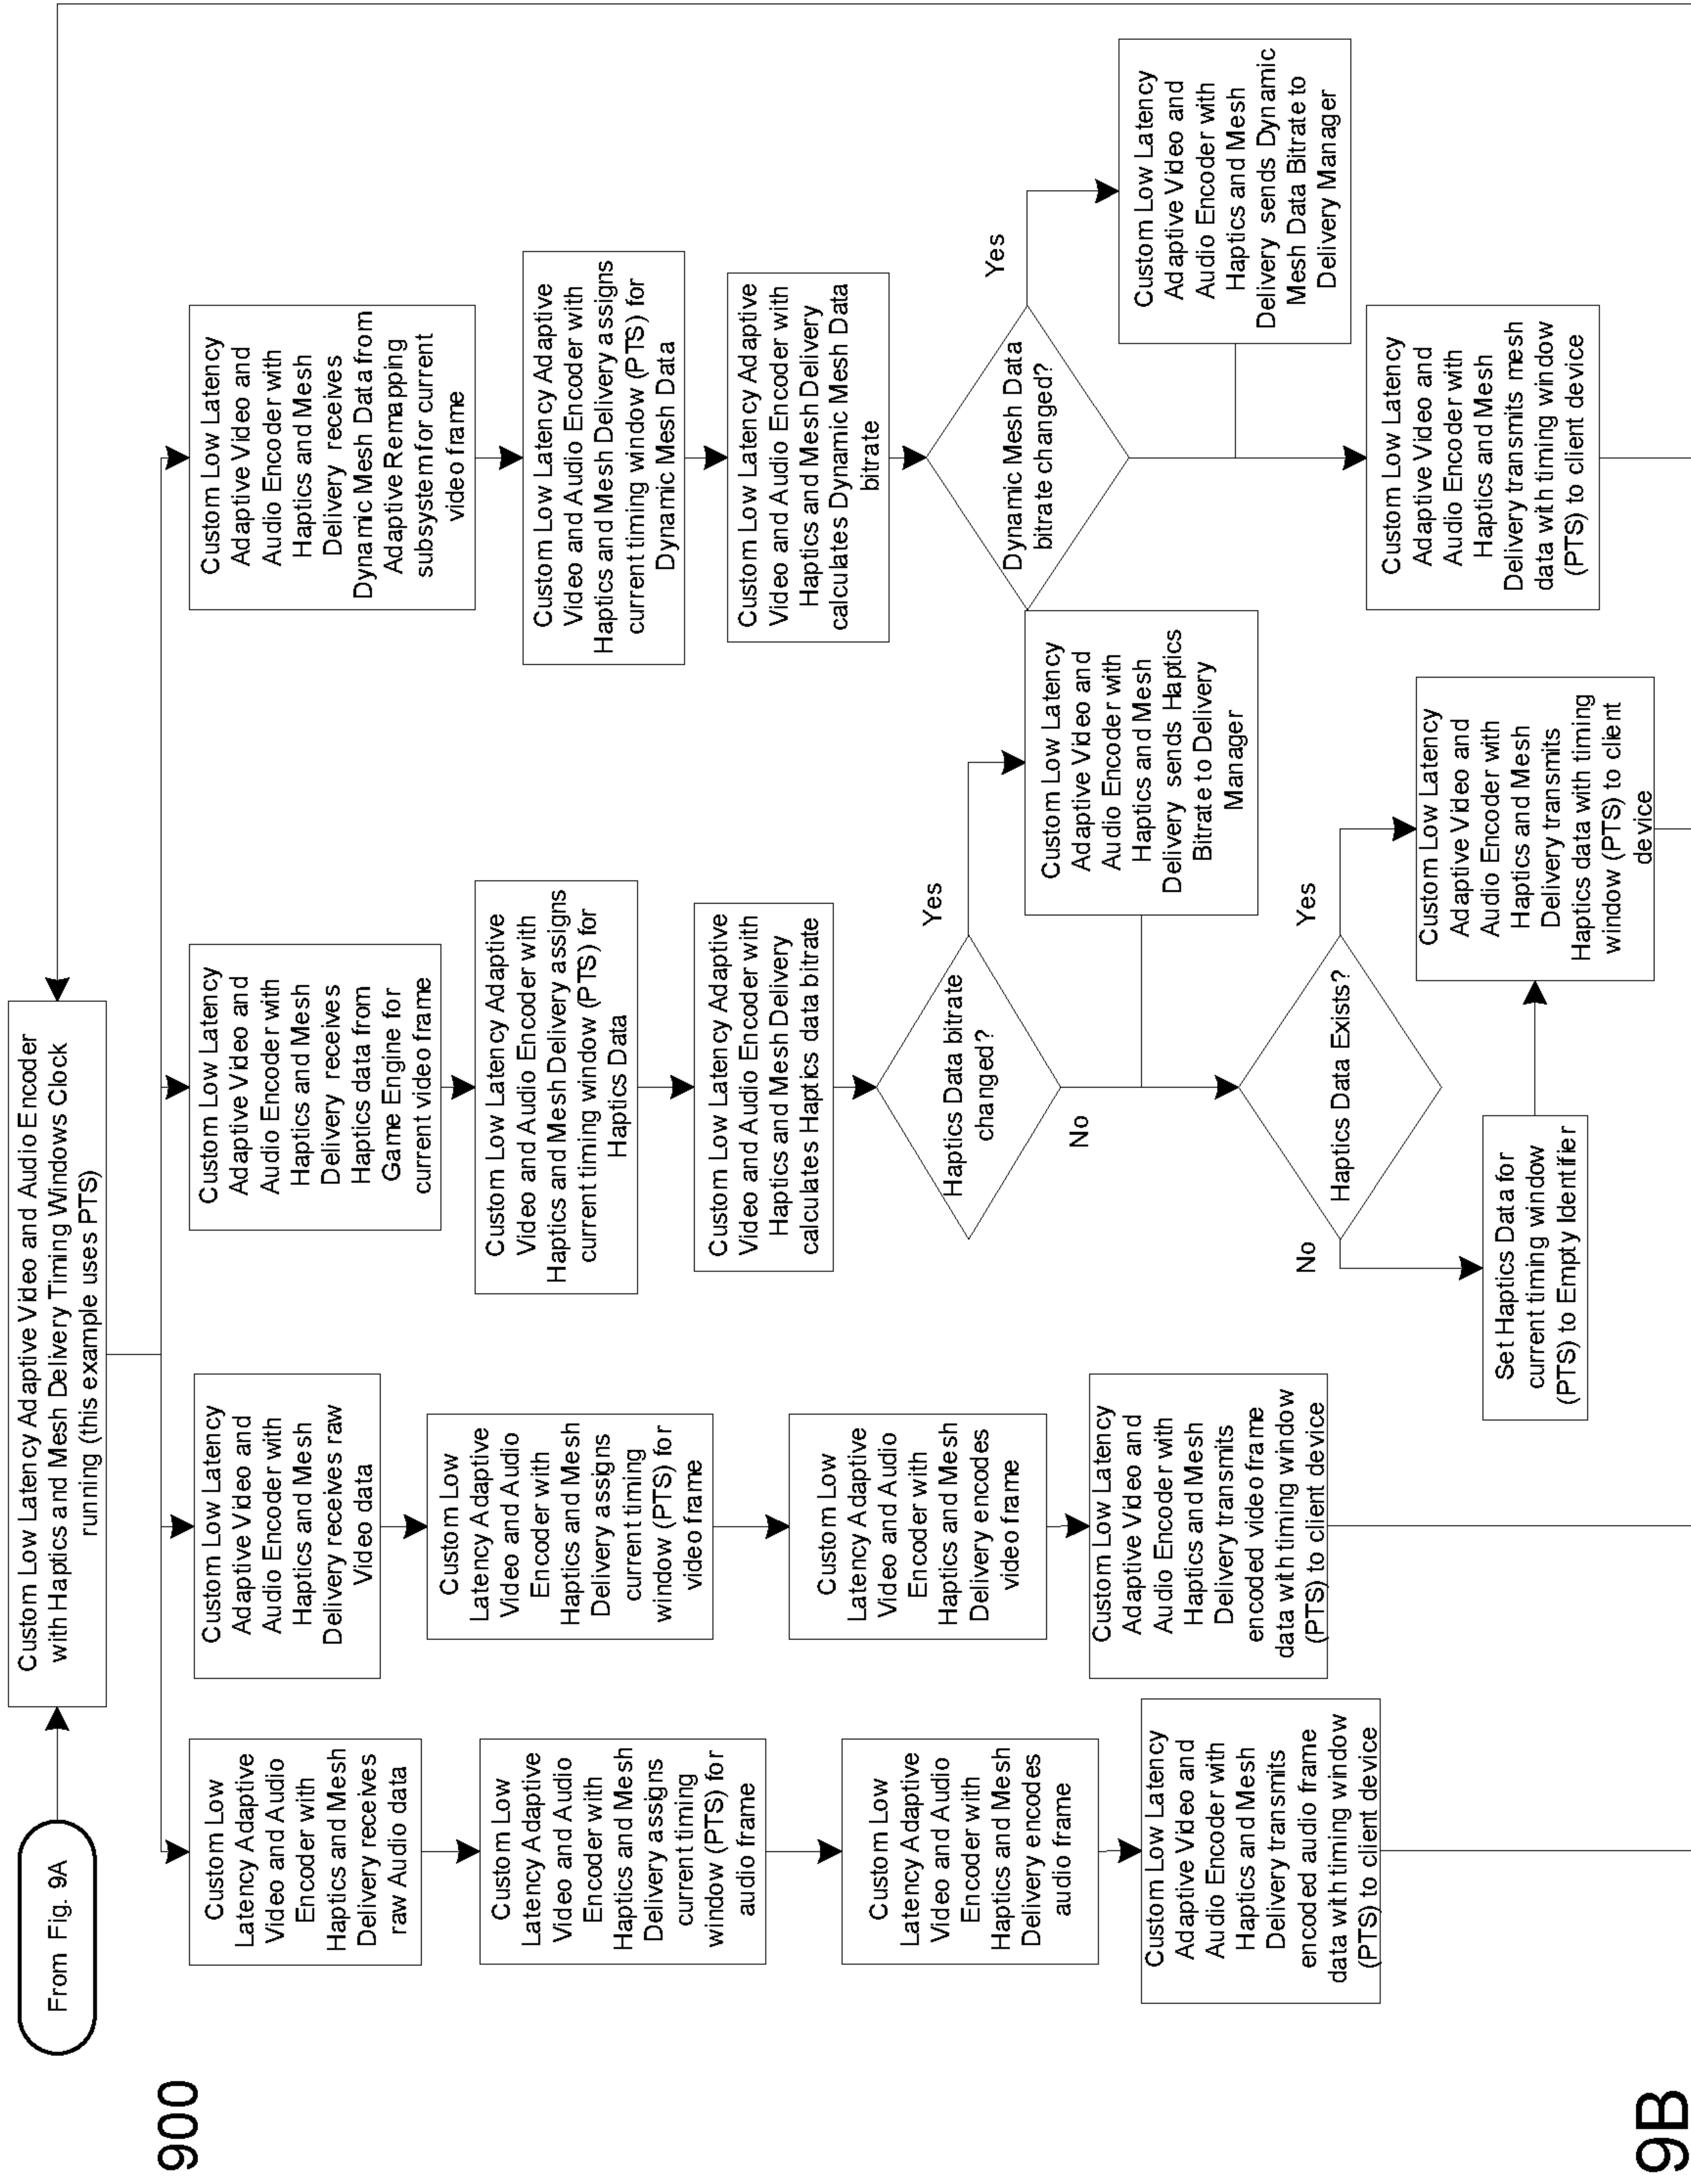 From Fig. 9A
Custom Low Latency Adaptive Video and Audio Encoder
with Haptics and Mesh Delivery Timing Windows Clock
running (this example uses PTS)
900
Custom Low
Latency Adaptive
Video and Audio
Encoder with
Haptics and Mesh
Delivery receives
raw Audio data
Custom Low
Latency Adaptive
Video and Audio
Encoder with
Haptics and Mesh
Delivery assigns
current timing
window (PTS) for
audio frame
Custom Low
Latency Adaptive
Video and Audio
Encoder with
Haptics and Mesh
Delivery encodes
audio frame
Custom Low Latency
Adaptive Video and
Audio Encoder with
Haptics and Mesh
Delivery transmits
encoded audio frame
data with timing window
(PTS) to client device
Custom Low Latency
Adaptive Video and
Audio Encoder with
Haptics and Mesh
Delivery receives raw
Video data
Custom Low
Latency Adaptive
Video and Audio
Encoder with
Haptics and Mesh
Delivery assigns
current timing
window (PTS) for
video frame
Custom Low
Latency Adaptive
Video and Audio
Encoder with
Haptics and Mesh
Delivery encodes
video frame
Custom Low Latency
Adaptive Video and
Audio Encoder with
Haptics and Mesh
Delivery transmits
encoded video frame
data with timing window
(PTS) to client device
Custom Low Latency
Adaptive Video and
Audio Encoder with
Haptics and Mesh
Delivery receives
Haptics data from
Game Engine for
current video frame
Custom Low Latency Adaptive
Video and Audio Encoder with
Haptics and Mesh Delivery assigns
current timing window (PTS) for
Haptics Data
Custom Low Latency Adaptive
Video and Audio Encoder with
Haptics and Mesh Delivery
calculates Haptics data bitrate
Haptics Data bitrate
changed?
Yes
No
Custom Low Latency
Adaptive Video and
Audio Encoder with
Haptics and Mesh
Delivery sends Haptics
Bitrate to Delivery
Manager
Haptics Data Exists?
No
Yes
Set Haptics Data for
current timing window
(PTS) to Empty Identifier
Custom Low Latency
Adaptive Video and
Audio Encoder with
Haptics and Mesh
Delivery transmits
Haptics data with timing
window (PTS) to client
device
Custom Low Latency
Adaptive Video and
Audio Encoder with
Haptics and Mesh
Delivery receives
Dynamic Mesh Data from
Adaptive Remapping
subsystem for current
video frame
Custom Low Latency Adaptive
Video and Audio Encoder with
Haptics and Mesh Delivery assigns
current timing window (PTS) for
Dynamic Mesh Data
Custom Low Latency Adaptive
Video and Audio Encoder with
Haptics and Mesh Delivery
calculates Dynamic Mesh Data
bitrate
Dynamic Mesh Data
bitrate changed?
Yes
Custom Low Latency
Adaptive Video and
Audio Encoder with
Haptics and Mesh
Delivery sends Dynamic
Mesh Data Bitrate to
Delivery Manager
Custom Low Latency
Adaptive Video and
Audio Encoder with
Haptics and Mesh
Delivery transmits mesh
data with timing window
(PTS) to client device
9B